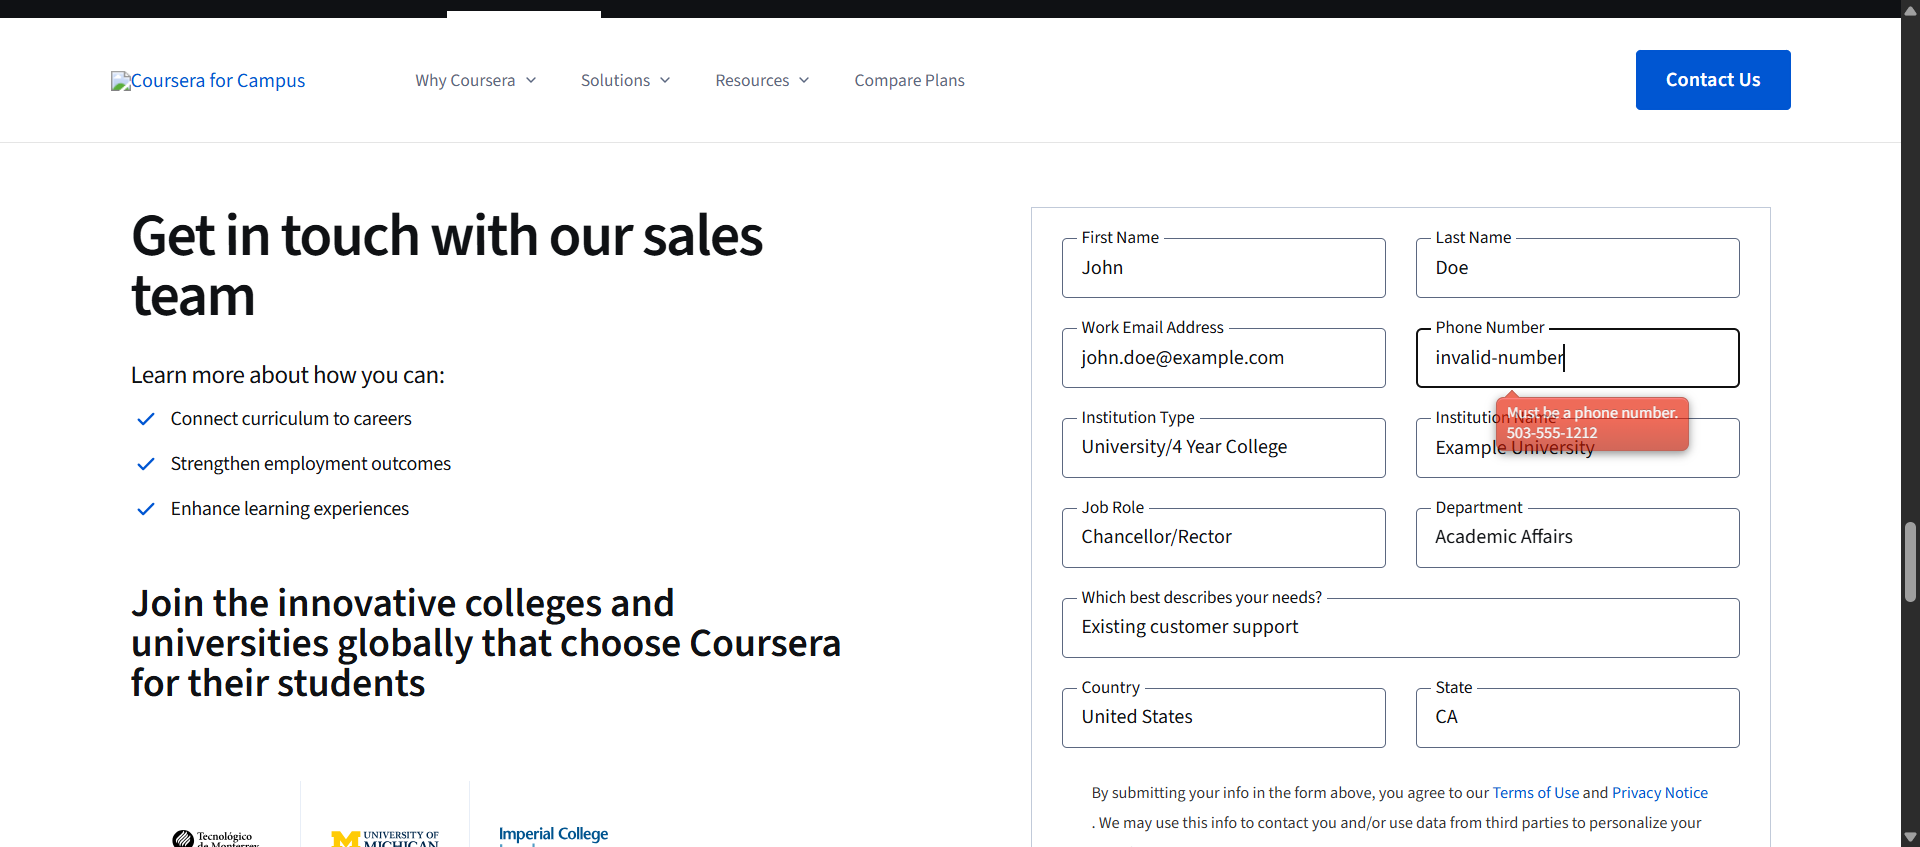 Coursera for Campus
Why Coursera
Solutions
Resources
Compare Plans
Contact Us
Get in touch with our sales
team
Learn more about how you can:
Connect curriculum to careers
Strengthen employment outcomes
Enhance learning experiences
Join the innovative colleges and
universities globally that choose Coursera
for their students
Tecnológico
de Monterrey
UNIVERSITY OF
MICHIGAN
Imperial College
First Name
John
Last Name
Doe
Work Email Address
john.doe@example.com
Phone Number
invalid-number
Must be a phone number.
503-555-1212
Institution Type
University/4 Year College
Institution Name
Example University
Job Role
Chancellor/Rector
Department
Academic Affairs
Which best describes your needs?
Existing customer support
Country
United States
State
CA
By submitting your info in the form above, you agree to our Terms of Use and Privacy Notice
. We may use this info to contact you and/or use data from third parties to personalize your